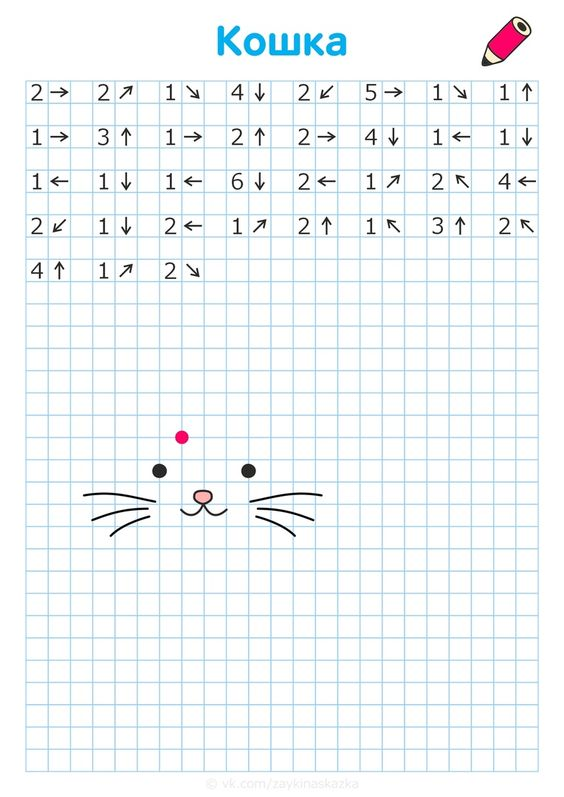 Кошка
2 → 2 ↗ 1 ↘ 4 ↓ 2 ↙ 5 → 1 ↘ 1 ↑
1 → 3 ↑ 1 → 2 ↑ 2 → 4 ↓ 1 ← 1 ↓
1 ← 1 ↓ 1 ← 6 ↓ 2 ← 1 ↗ 2 ↖ 4 ←
2 ↙ 1 ↓ 2 ← 1 ↗ 2 ↑ 1 ↖ 3 ↑ 2 ↖
4 ↑ 1 ↗ 2 ↘
© vk.com/zaykinaskazka